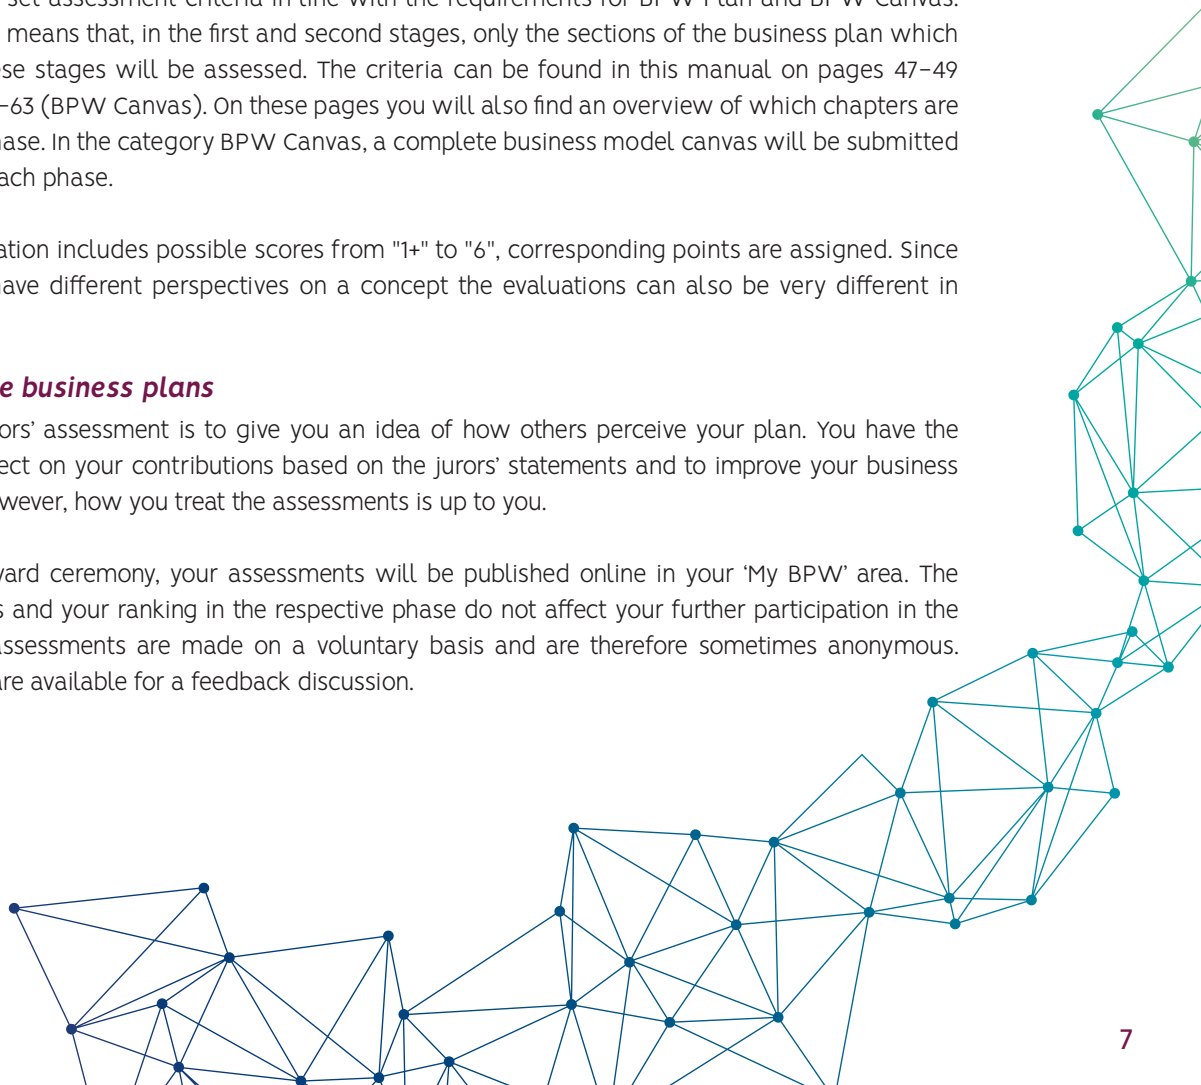 set assessment criteria in line with the requirements for BPW Plan and BPW Canvas.
means that, in the first and second stages, only the sections of the business plan which
ese stages will be assessed. The criteria can be found in this manual on pages 47–49
–63 (BPW Canvas). On these pages you will also find an overview of which chapters are
ase. In the category BPW Canvas, a complete business model canvas will be submitted
ach phase.
ation includes possible scores from "1+" to "6", corresponding points are assigned. Since
ave different perspectives on a concept the evaluations can also be very different in
e business plans
ors’ assessment is to give you an idea of how others perceive your plan. You have the
ect on your contributions based on the jurors’ statements and to improve your business
wever, how you treat the assessments is up to you.
ard ceremony, your assessments will be published online in your ‘My BPW’ area. The
s and your ranking in the respective phase do not affect your further participation in the
assessments are made on a voluntary basis and are therefore sometimes anonymous.
are available for a feedback discussion.
7